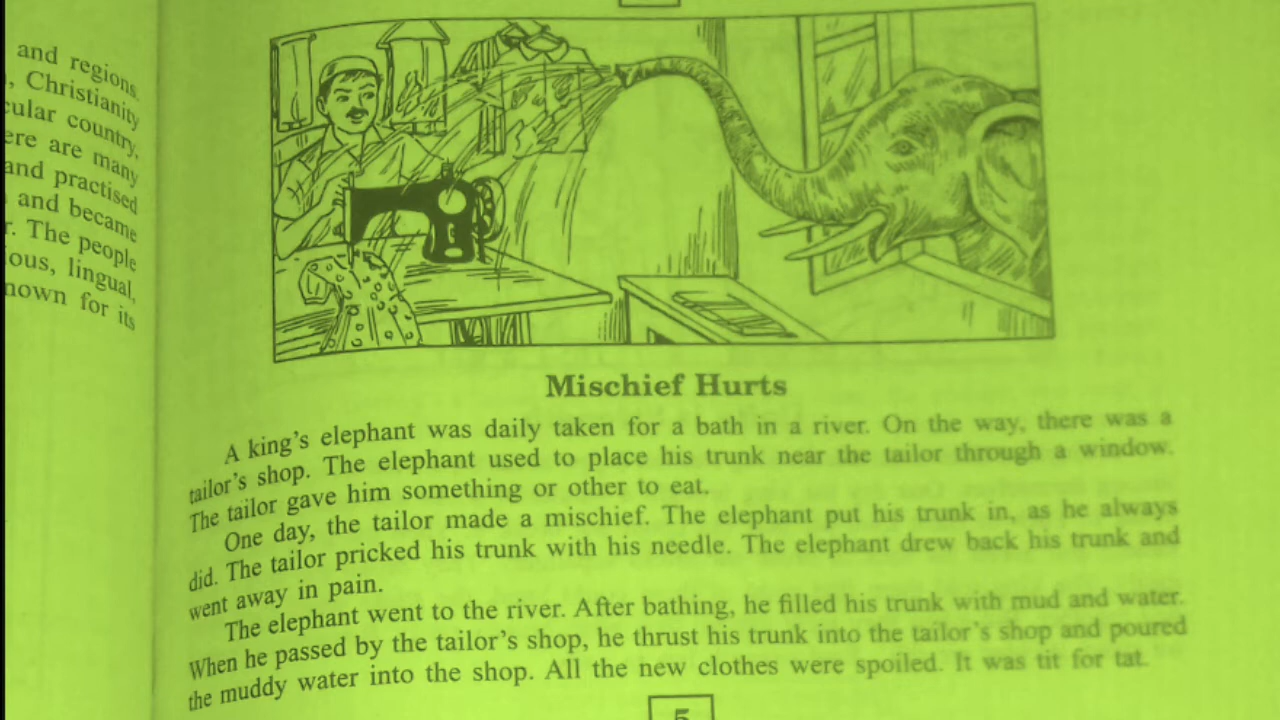 and regions.
, Christianity
cular country,
ere are many
and practised
and became
r. The people
ious, lingual,
nown for its
Mischief Hurts
A king's elephant was daily taken for a bath in a river. On the way, there was a
tailor's shop. The elephant used to place his trunk near the tailor through a window.
The tailor gave him something or other to eat.
One day, the tailor made a mischief. The elephant put his trunk in, as he always
did. The tailor pricked his trunk with his needle. The elephant drew back his trunk and
went away in pain.
The elephant went to the river. After bathing, he filled his trunk with mud and water.
When he passed by the tailor's shop, he thrust his trunk into the tailor's shop and poured
the muddy water into the shop. All the new clothes were spoiled. It was tit for tat.
5